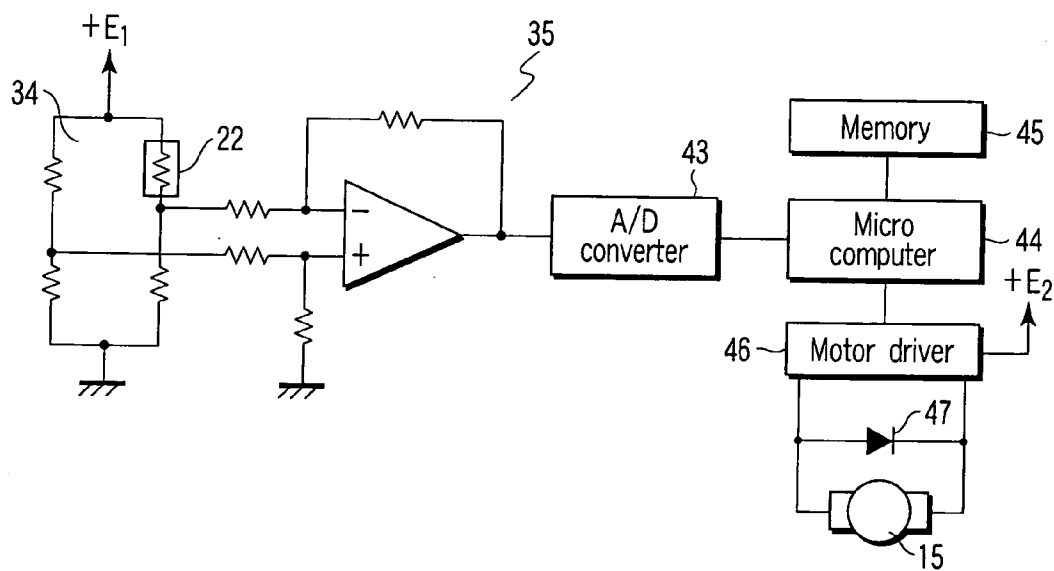 +E1
34
22
35
−
+
43
A/D
converter
Memory
45
Micro
computer
44
+E2
46
Motor driver
47
15